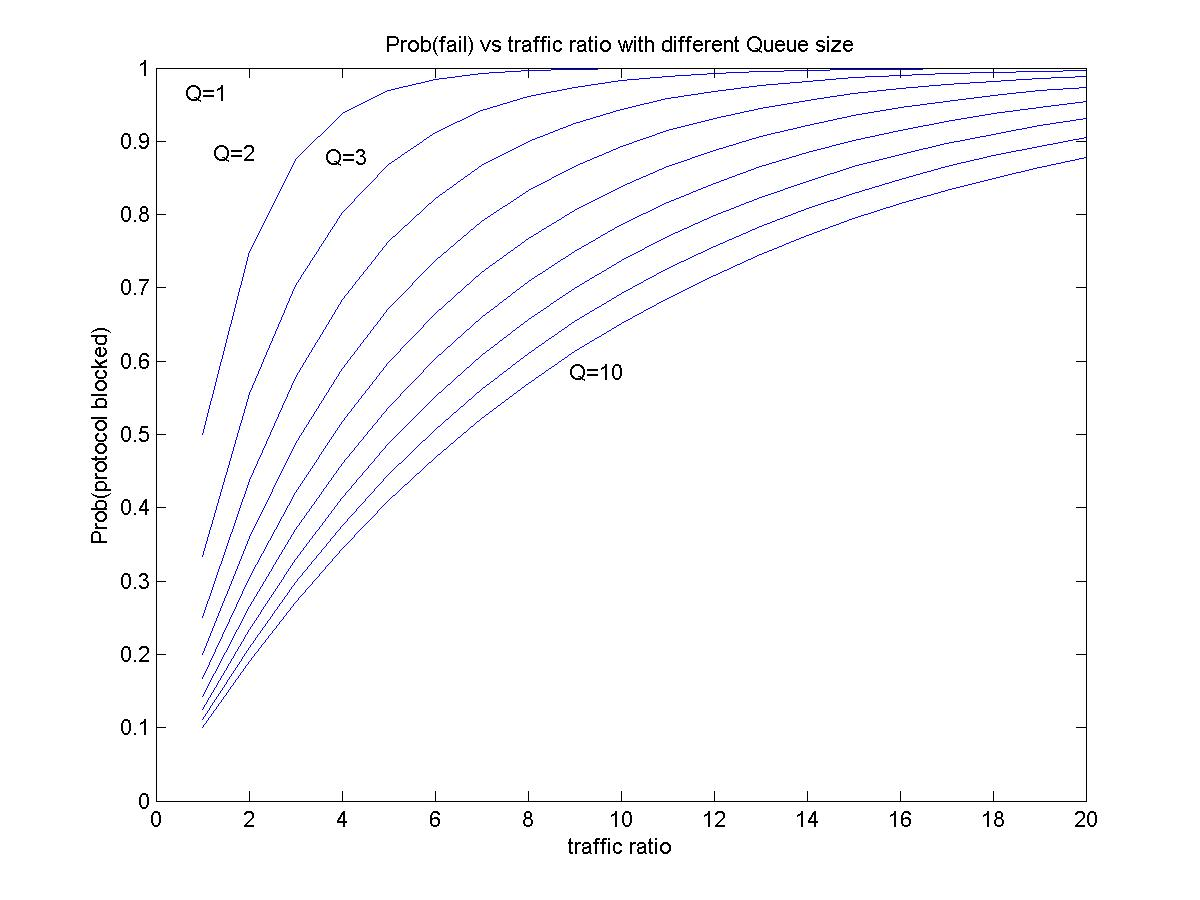 Prob(fail) vs traffic ratio with different Queue size
1
Q=1
0.9
Q=2
Q=3
0.8
0.7
0.6
Q=10
0.5
0.4
0.3
0.2
0.1
0
Prob(protocol blocked)
0 2 4 6 8 10 12 14 16 18 20
traffic ratio